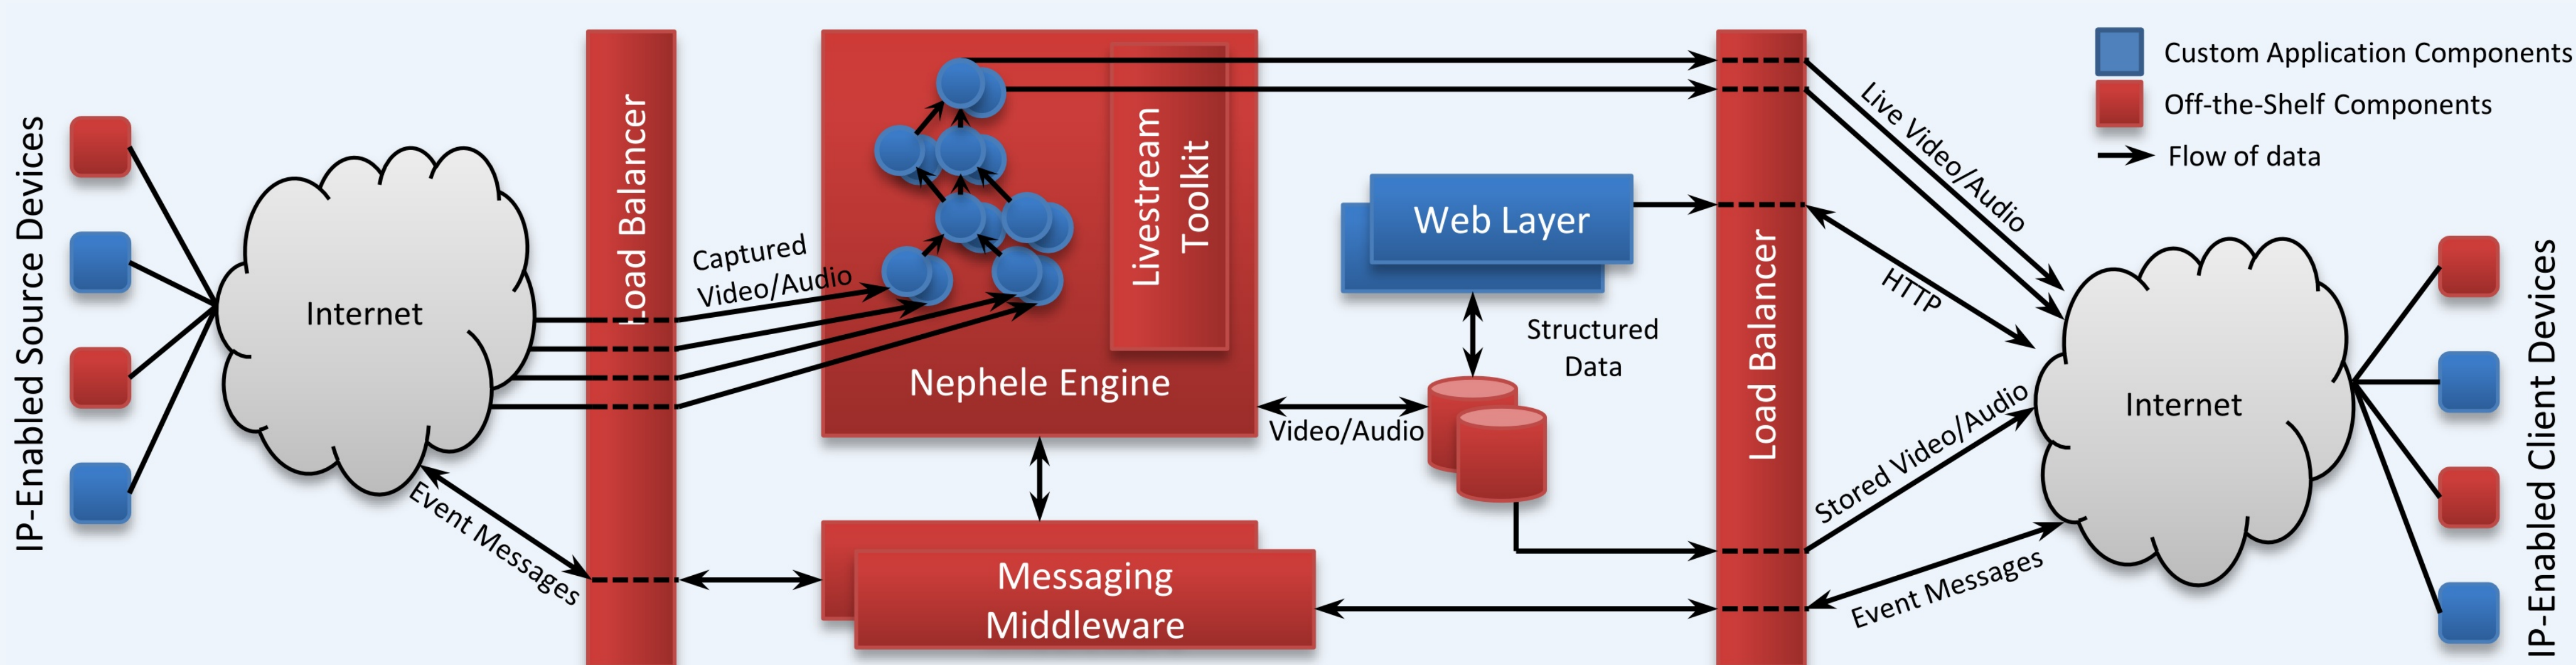 IP-Enabled Source Devices
Internet
Load Balancer
Event Messages
Captured
Video/Audio
Livestream
Toolkit
Nephele Engine
Messaging
Middleware
Web Layer
Structured
Data
Video/Audio
Load Balancer
Live Video/Audio
HTTP
Stored Video/Audio
Event Messages
Internet
Custom Application Components
Off-the-Shelf Components
Flow of data
IP-Enabled Client Devices